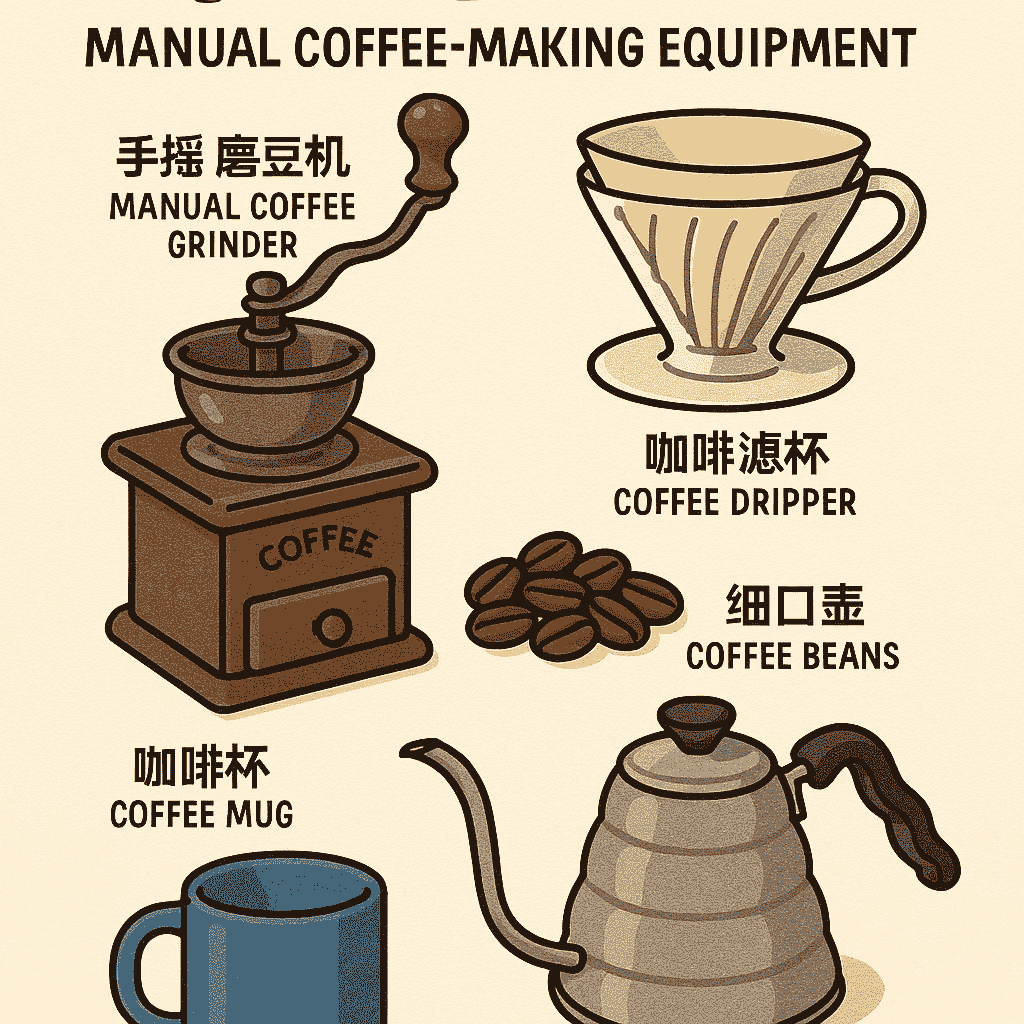 MANUAL COFFEE-MAKING EQUIPMENT
手摇 磨豆机
MANUAL COFFEE
GRINDER
咖啡滤杯
COFFEE DRIPPER
COFFEE
细口壶
COFFEE BEANS
咖啡杯
COFFEE MUG